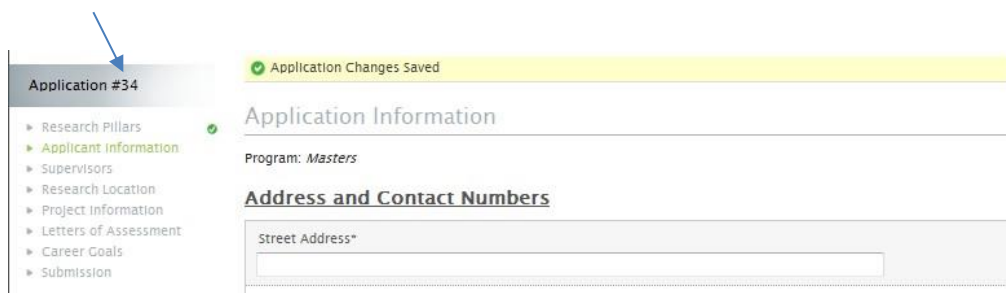 Application #34
Research Pillars
Applicant Information
Supervisors
Research Location
Project Information
Letters of Assessment
Career Goals
Submission
Application Changes Saved
Application Information
Program: Masters
Address and Contact Numbers
Street Address*